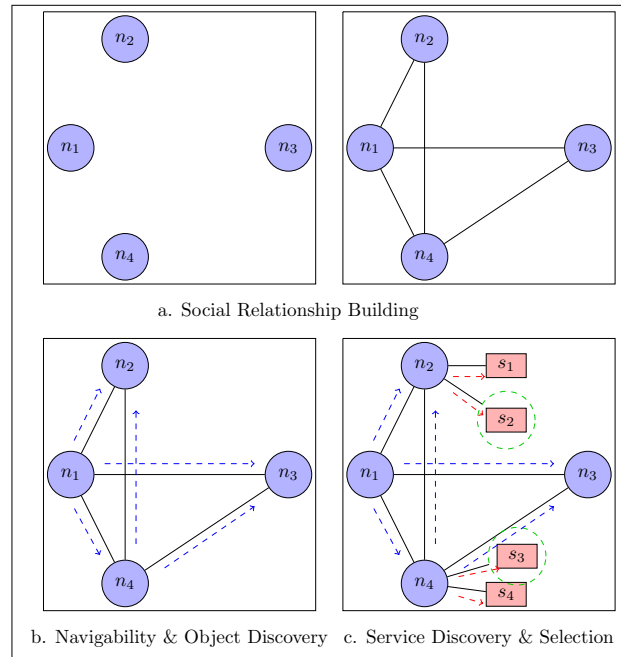 n2
n2
n1
n3
n1
n3
n4
n4
a. Social Relationship Building
n2
n2
s1
s2
n1
n3
n1
n3
s3
n4
n4
s4
b. Navigability & Object Discovery
c. Service Discovery & Selection